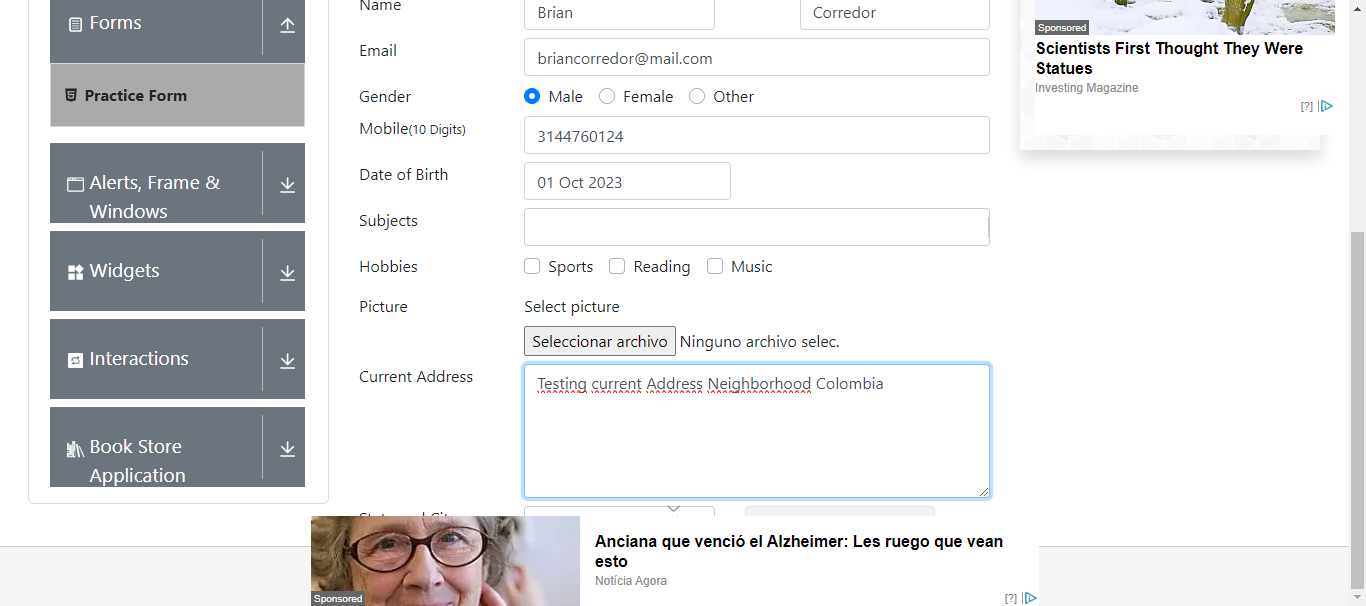 Forms
Practice Form
Alerts, Frame &
Windows
Widgets
Interactions
Book Store
Application
Name
Brian
Corredor
Email
briancorredor@mail.com
Gender
Male
Female
Other
Mobile(10 Digits)
3144760124
Date of Birth
01 Oct 2023
Subjects
Hobbies
Sports
Reading
Music
Picture
Select picture
Seleccionar archivo
Ninguno archivo selec.
Current Address
Testing current Address Neighborhood Colombia
Sponsored
Scientists First Thought They Were
Statues
Investing Magazine
[?]
Sponsored
Anciana que venció el Alzheimer: Les ruego que vean
esto
Notícia Agora
[?]